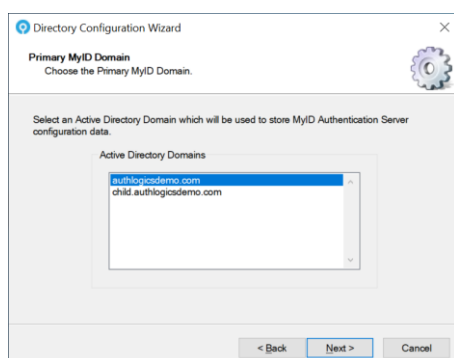 Directory Configuration Wizard
Primary MyID Domain
Choose the Primary MyID Domain.
Select an Active Directory Domain which will be used to store MyID Authentication Server
configuration data.
Active Directory Domains
authlogicsdemo.com
child.authlogicsdemo.com
< Back
Next >
Cancel